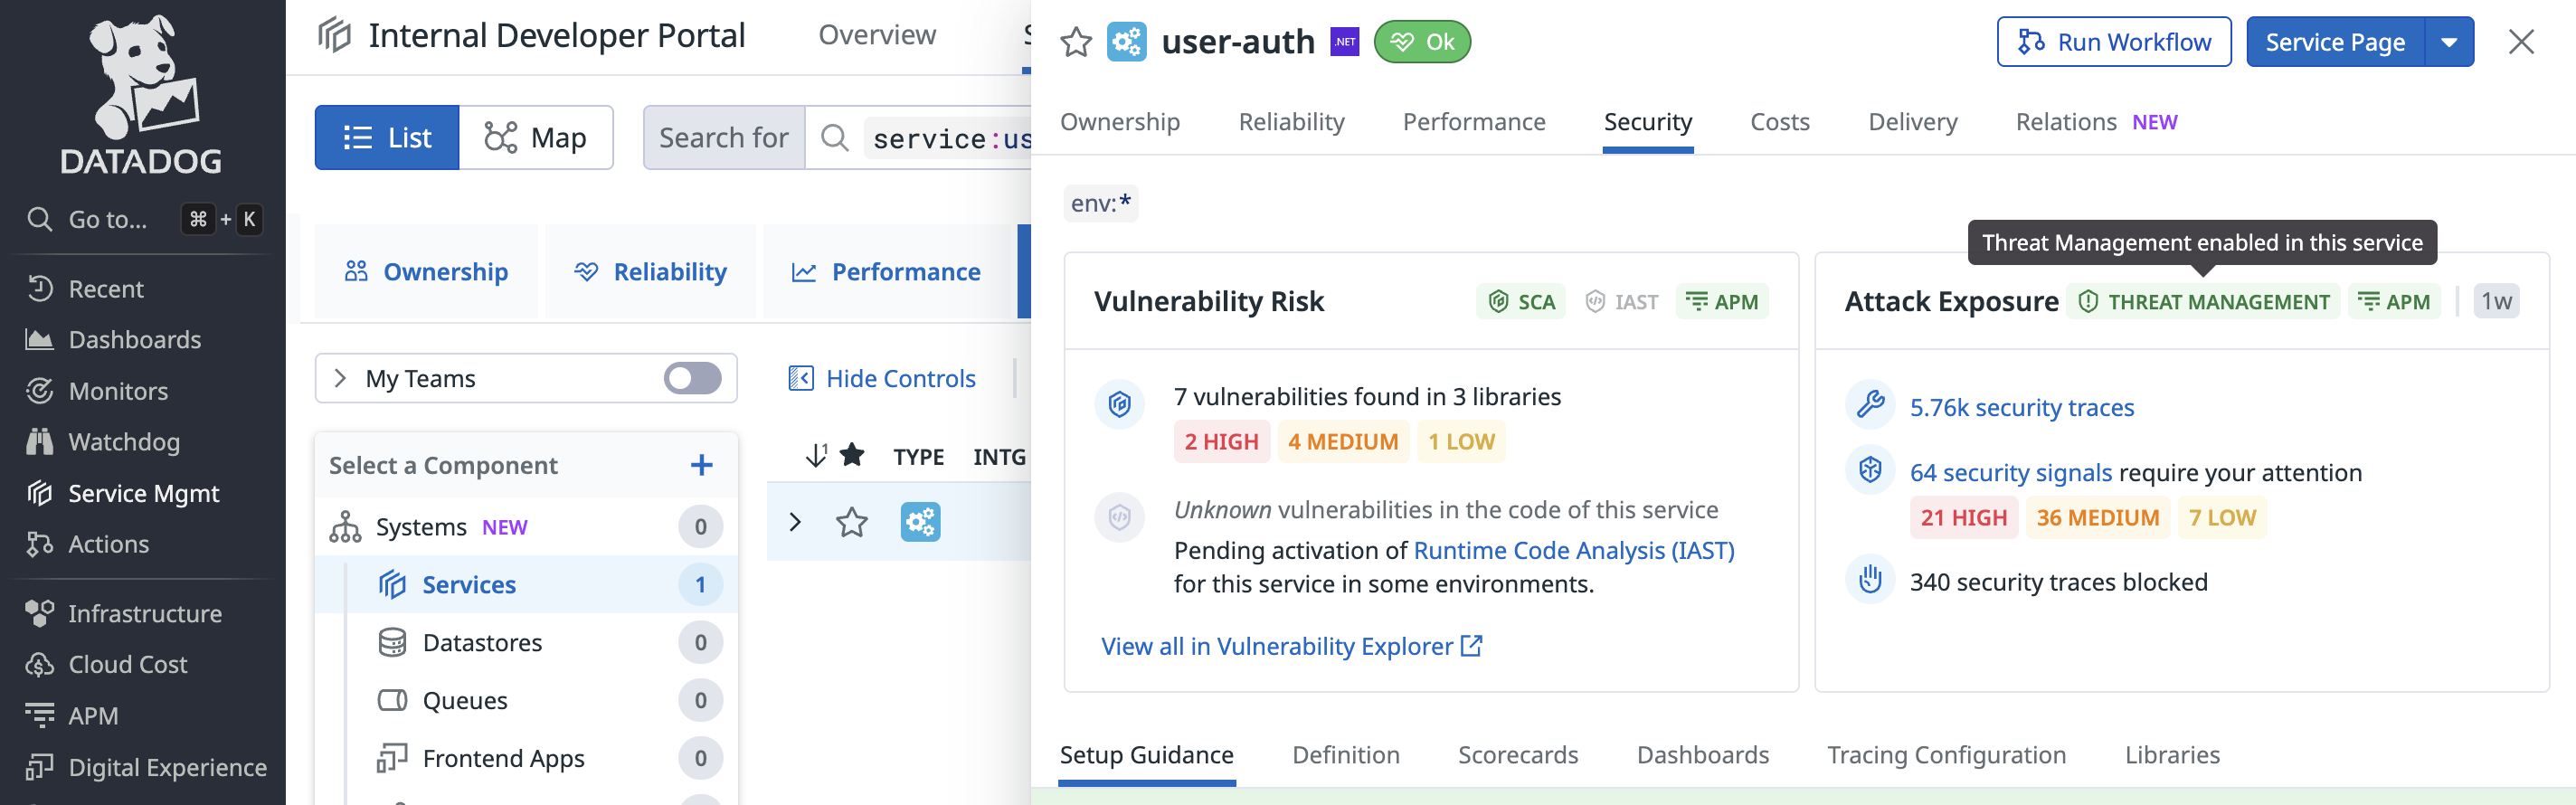 DATADOG
Go to... ⌘ + K
Recent
Dashboards
Monitors
Watchdog
Service Mgmt
Actions
Infrastructure
Cloud Cost
APM
Digital Experience
Internal Developer Portal
Overview
List
Map
Search for
service:us
Ownership
Reliability
Performance
My Teams
Hide Controls
Select a Component
Systems NEW 0
Services 1
Datastores 0
Queues 0
Frontend Apps 0
1
TYPE
INTG
user-auth
.NET
Ok
Run Workflow
Service Page
Ownership
Reliability
Performance
Security
Costs
Delivery
Relations NEW
env:*
Threat Management enabled in this service
Vulnerability Risk
SCA
IAST
APM
7 vulnerabilities found in 3 libraries
2 HIGH
4 MEDIUM
1 LOW
Unknown vulnerabilities in the code of this service
Pending activation of Runtime Code Analysis (IAST)
for this service in some environments.
View all in Vulnerability Explorer
Attack Exposure
THREAT MANAGEMENT
APM
1w
5.76k security traces
64 security signals require your attention
21 HIGH
36 MEDIUM
7 LOW
340 security traces blocked
Setup Guidance
Definition
Scorecards
Dashboards
Tracing Configuration
Libraries